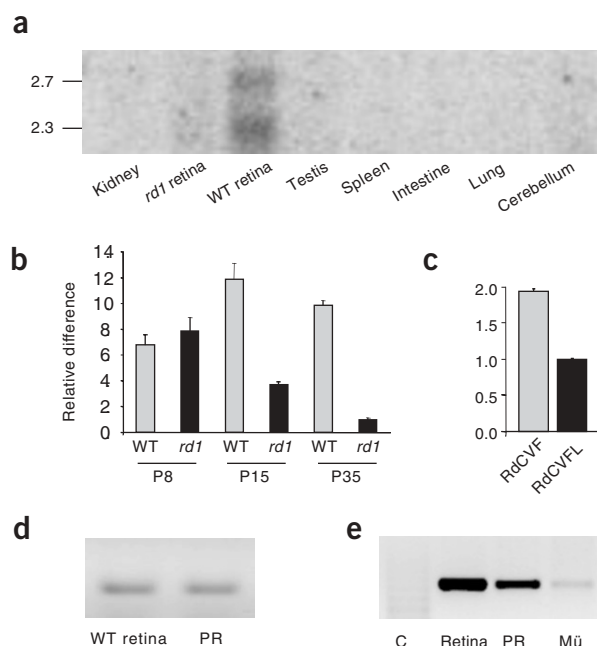 a
2.7
2.3
Kidney rd1 retina WT retina Testis Spleen Intestine Lung Cerebellum
b
Relative difference
14
12
10
8
6
4
2
0
WT rd1 WT rd1 WT rd1
P8 P15 P35
c
2.0
1.5
1.0
0.5
0.0
RdCVF RdCVFL
d
WT retina PR
e
C Retina PR Mü